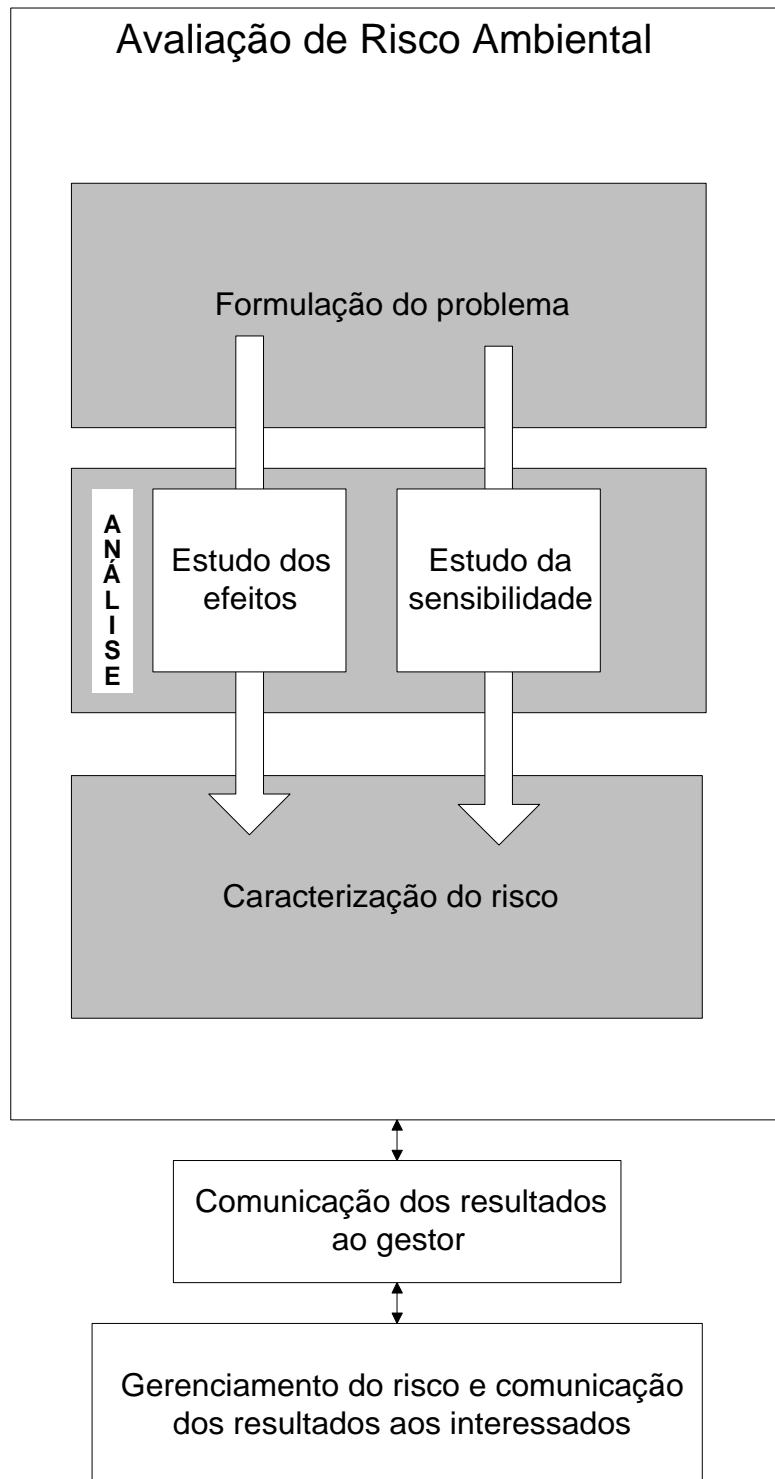 Avaliação de Risco Ambiental
Formulação do problema
ANÁLISE
Estudo dos
efeitos
Estudo da
sensibilidade
Caracterização do risco
Comunicação dos resultados
ao gestor
Gerenciamento do risco e comunicação
dos resultados aos interessados